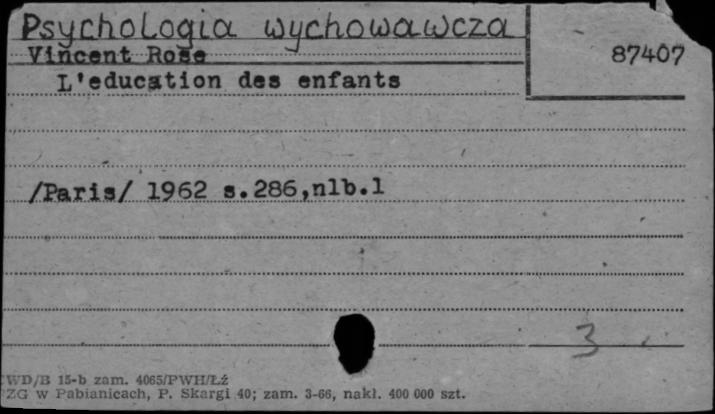 Psychologia wychowawcza
87407
Vincent Rose
L'education des enfants
/Paris/ 1962 s.286,nlb.1
3
WD/B 15-b zam. 4065/PWH/Łź
ZG w Pabianicach, P. Skargi 40; zam. 3-66, nakł. 400 000 szt.